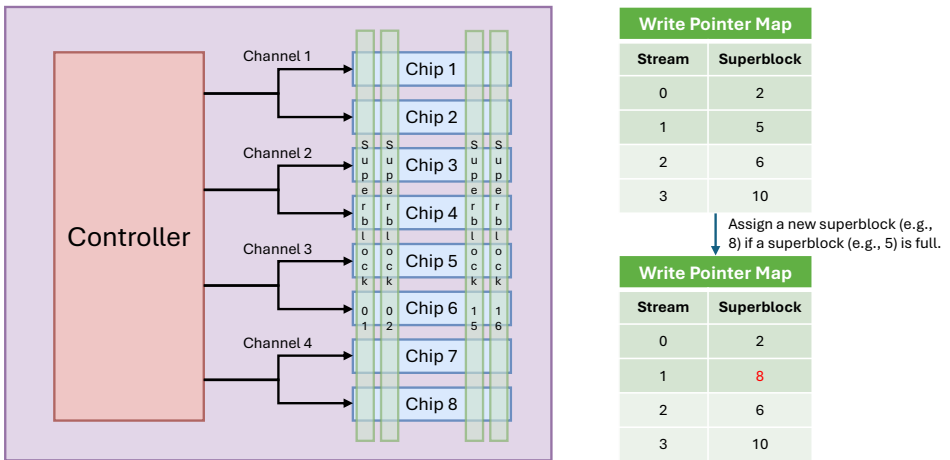 Controller
Channel 1
Channel 2
Channel 3
Channel 4
Chip 1
Chip 2
Chip 3
Chip 4
Chip 5
Chip 6
Chip 7
Chip 8
Superblock 01
Superblock 02
Superblock 15
Superblock 16
Write Pointer Map
Stream Superblock
0 2
1 5
2 6
3 10
Assign a new superblock (e.g.,
8) if a superblock (e.g., 5) is full.
Write Pointer Map
Stream Superblock
0 2
1 8
2 6
3 10